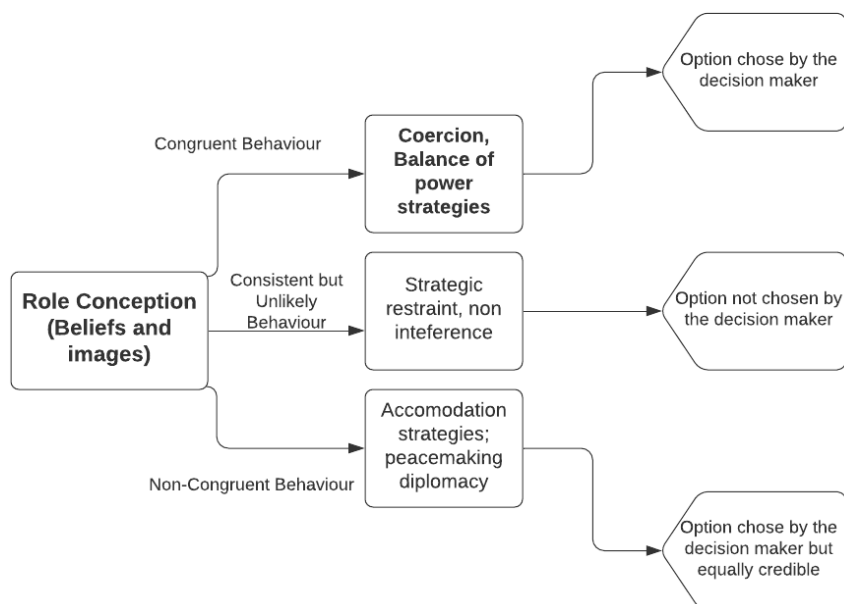 Option chose by the
decision maker
Congruent Behaviour
Coercion,
Balance of
power
strategies
Role Conception
(Beliefs and
images)
Consistent but
Unlikely
Behaviour
Strategic
restraint, non
inteference
Option not chosen by
the decision maker
Non-Congruent Behaviour
Accomodation
strategies;
peacemaking
diplomacy
Option chose by the
decision maker but
equally credible